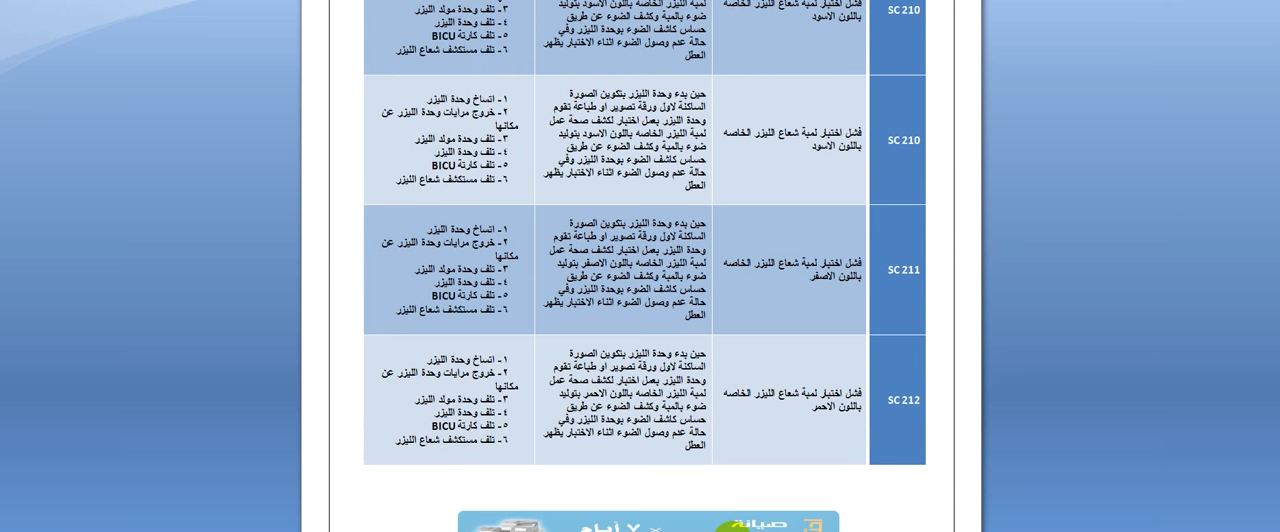 SC 210
فشل اختبار لمبة شعاع الليزر الخاصه
باللون الاسود
لمبة الليزر الخاصه باللون الاسود بتوليد
ضوء بالمبة وكشف الضوء عن طريق
حساس كاشف الضوء بوحدة الليزر وفي
حالة عدم وصول الضوء اثناء الاختبار يظهر
العطل
٣- تلف وحدة مولد الليزر
٤- تلف وحدة الليزر
٥- تلف كارتة BICU
٦- تلف مستكشف شعاع الليزر
SC 210
فشل اختبار لمبة شعاع الليزر الخاصه
باللون الاسود
حين بدء وحدة الليزر بتكوين الصورة
الساكنة لاول ورقة تصوير او طباعة تقوم
وحدة الليزر بعمل اختبار لكشف صحة عمل
لمبة الليزر الخاصه باللون الاسود بتوليد
ضوء بالمبة وكشف الضوء عن طريق
حساس كاشف الضوء بوحدة الليزر وفي
حالة عدم وصول الضوء اثناء الاختبار يظهر
العطل
١- اتساخ وحدة الليزر
٢- خروج مرايات وحدة الليزر عن
مكانها
٣- تلف وحدة مولد الليزر
٤- تلف وحدة الليزر
٥- تلف كارتة BICU
٦- تلف مستكشف شعاع الليزر
SC 211
فشل اختبار لمبة شعاع الليزر الخاصه
باللون الاصفر
حين بدء وحدة الليزر بتكوين الصورة
الساكنة لاول ورقة تصوير او طباعة تقوم
وحدة الليزر بعمل اختبار لكشف صحة عمل
لمبة الليزر الخاصه باللون الاصفر بتوليد
ضوء بالمبة وكشف الضوء عن طريق
حساس كاشف الضوء بوحدة الليزر وفي
حالة عدم وصول الضوء اثناء الاختبار يظهر
العطل
١- اتساخ وحدة الليزر
٢- خروج مرايات وحدة الليزر عن
مكانها
٣- تلف وحدة مولد الليزر
٤- تلف وحدة الليزر
٥- تلف كارتة BICU
٦- تلف مستكشف شعاع الليزر
SC 212
فشل اختبار لمبة شعاع الليزر الخاصه
باللون الاحمر
حين بدء وحدة الليزر بتكوين الصورة
الساكنة لاول ورقة تصوير او طباعة تقوم
وحدة الليزر بعمل اختبار لكشف صحة عمل
لمبة الليزر الخاصه باللون الاحمر بتوليد
ضوء بالمبة وكشف الضوء عن طريق
حساس كاشف الضوء بوحدة الليزر وفي
حالة عدم وصول الضوء اثناء الاختبار يظهر
العطل
١- اتساخ وحدة الليزر
٢- خروج مرايات وحدة الليزر عن
مكانها
٣- تلف وحدة مولد الليزر
٤- تلف وحدة الليزر
٥- تلف كارتة BICU
٦- تلف مستكشف شعاع الليزر
صيانة
٧ أيام